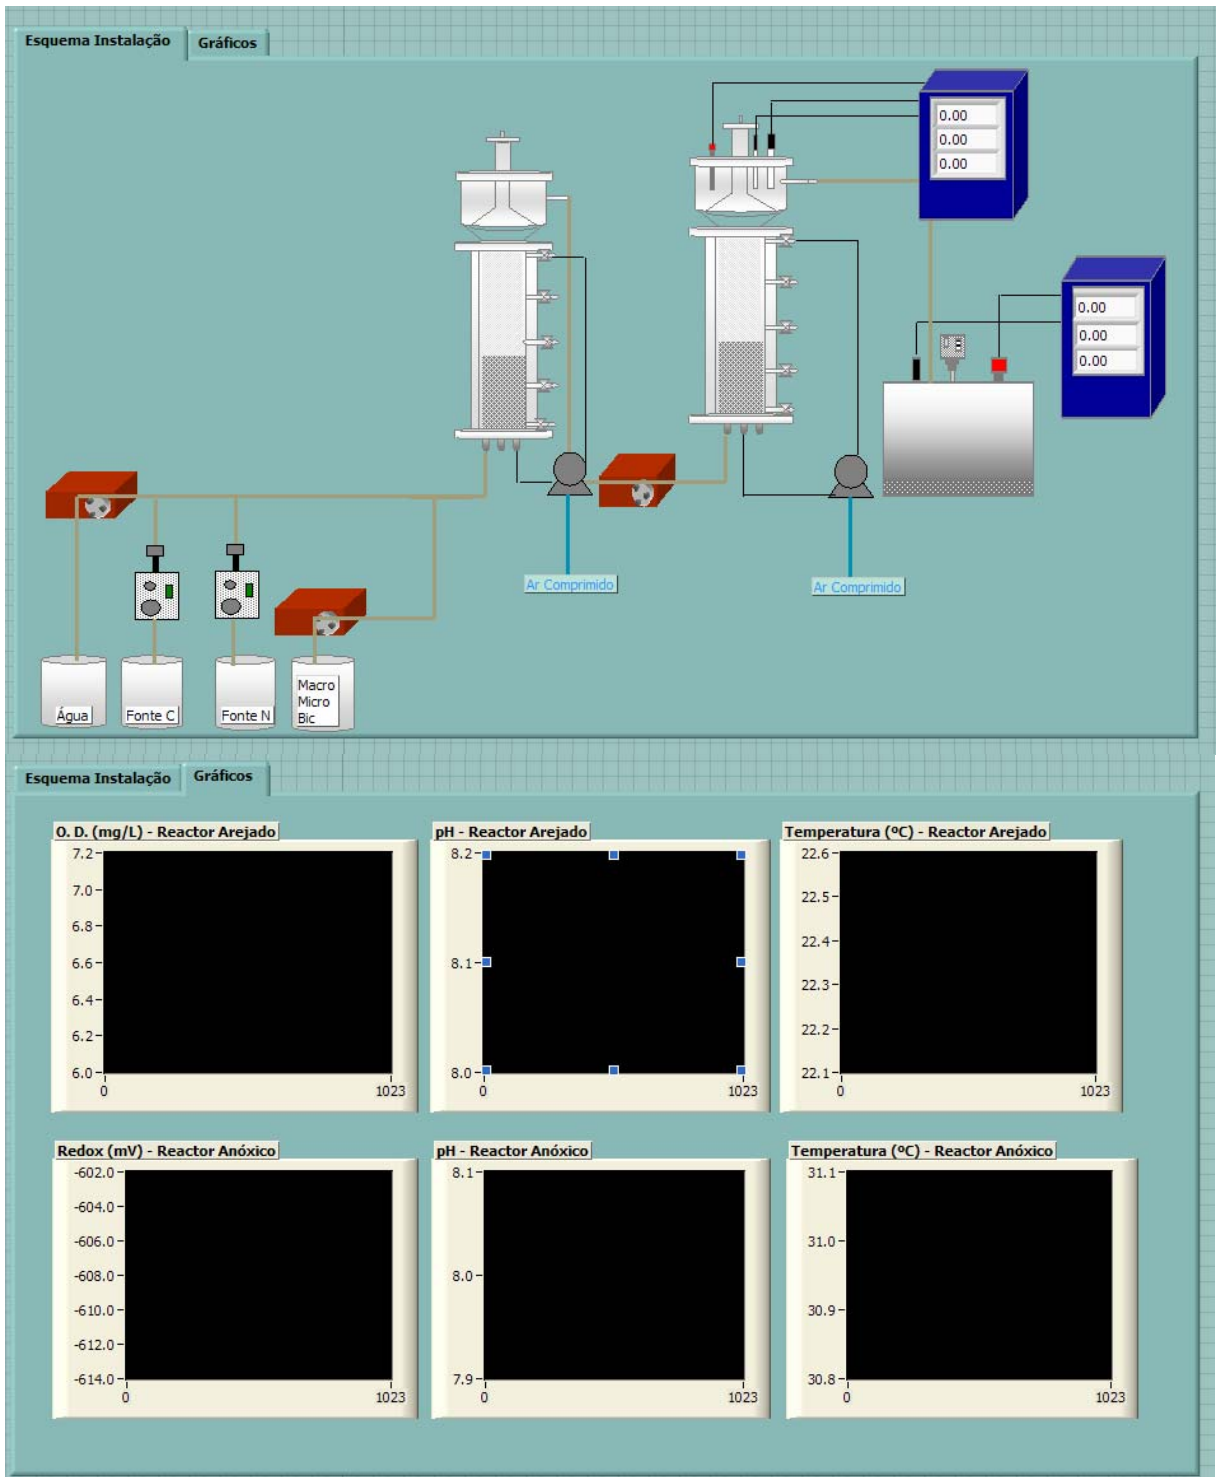 Esquema Instalação
Gráficos
0.00
0.00
0.00
0.00
0.00
0.00
Ar Comprimido
Ar Comprimido
Água
Fonte C
Fonte N
Macro
Micro
Bic
Esquema Instalação
Gráficos
O. D. (mg/L) - Reactor Arejado
7.2
7.0
6.8
6.6
6.4
6.2
6.0
0
1023
pH - Reactor Arejado
8.2
8.1
8.0
0
1023
Temperatura (ºC) - Reactor Arejado
22.6
22.5
22.4
22.3
22.2
22.1
0
1023
Redox (mV) - Reactor Anóxico
-602.0
-604.0
-606.0
-608.0
-610.0
-612.0
-614.0
0
1023
pH - Reactor Anóxico
8.1
8.0
7.9
0
1023
Temperatura (ºC) - Reactor Anóxico
31.1
31.0
30.9
30.8
0
1023